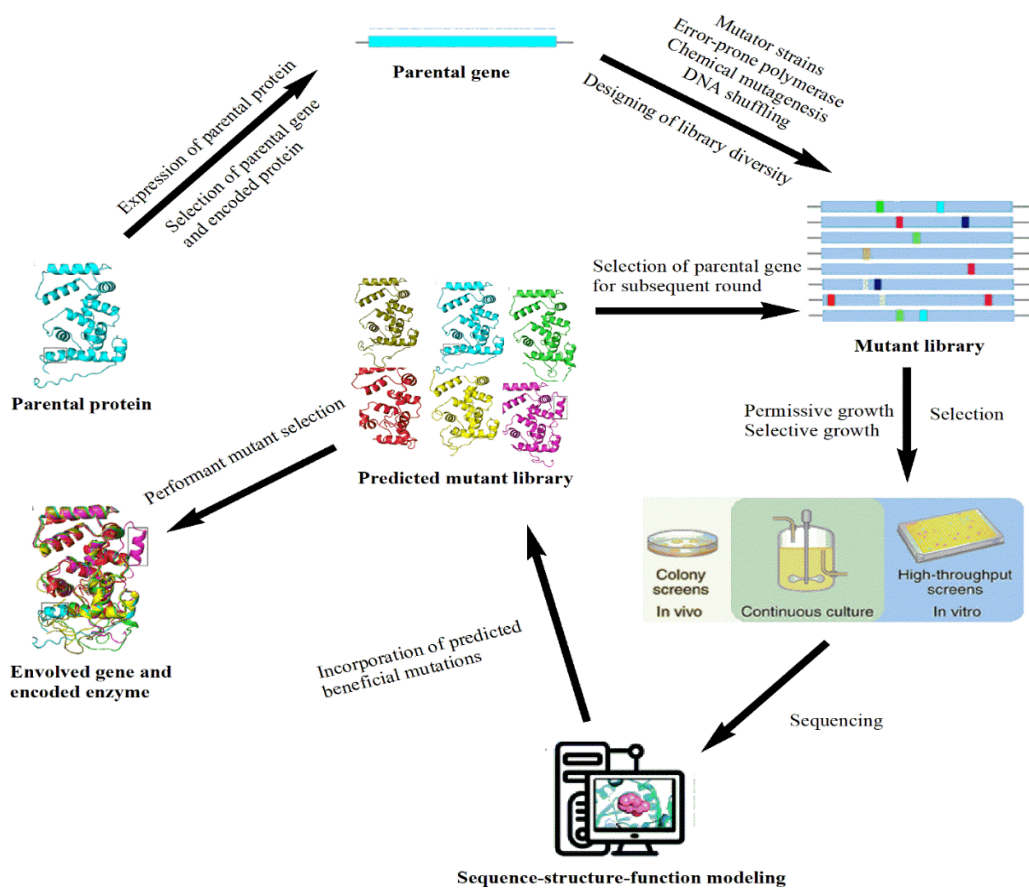 Parental gene
Mutator strains
Error-prone polymerase
Chemical mutagenesis
DNA shuffling
Designing of library diversity
Expression of parental protein
Selection of parental gene
and encoded protein
Parental protein
Selection of parental gene
for subsequent round
Mutant library
Predicted mutant library
Performant mutant selection
Permissive growth
Selective growth
Selection
Colony
screens
In vivo
Continuous culture
High-throughput
screens
In vitro
Envolved gene and
encoded enzyme
Incorporation of predicted
beneficial mutations
Sequencing
Sequence-structure-function modeling